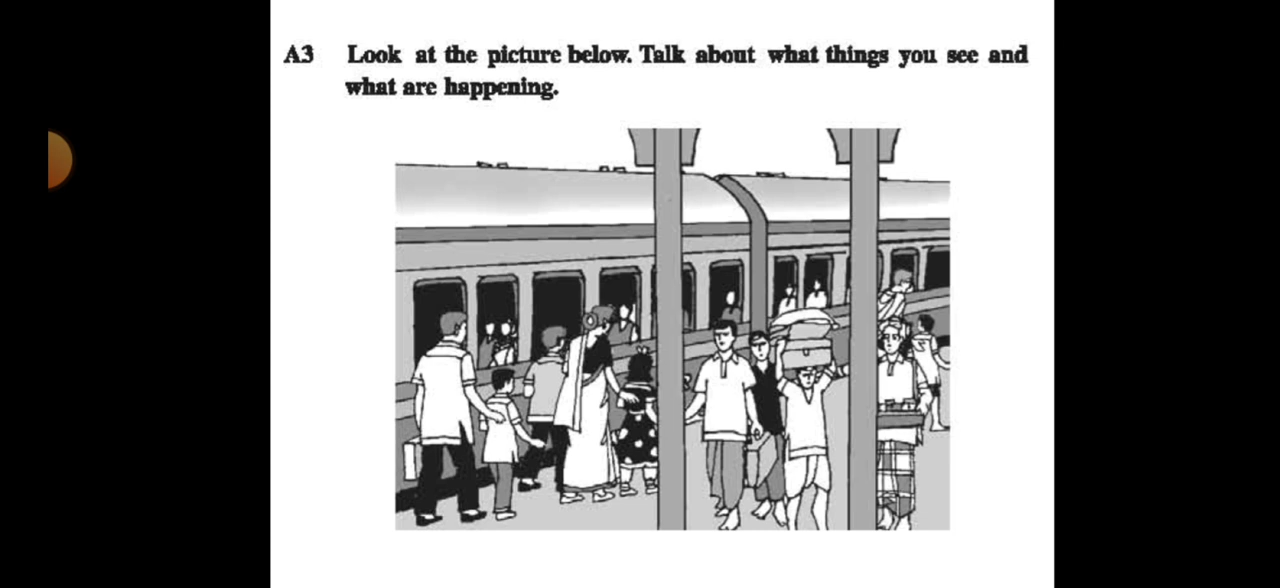 A3 Look at the picture below. Talk about what things you see and
what are happening.